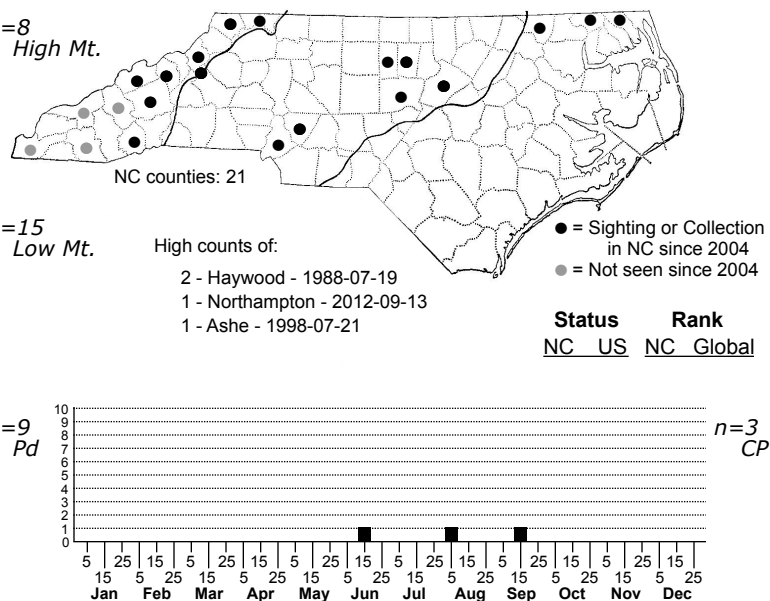 =8
High Mt.
NC counties: 21
=15
Low Mt.
High counts of:
2 - Haywood - 1988-07-19
1 - Northampton - 2012-09-13
1 - Ashe - 1998-07-21
● = Sighting or Collection
in NC since 2004
● = Not seen since 2004
Status Rank
NC US NC Global
=9
Pd
n=3
CP
10
9
8
7
6
5
4
3
2
1
0
5 25 15 5 25 15 5 25 15 5 25 15 5 25 15 5 25 15
15 5 25 15 5 25 15 5 25 15 5 25 15 5 25 15 5 25
Jan Feb Mar Apr May Jun Jul Aug Sep Oct Nov Dec